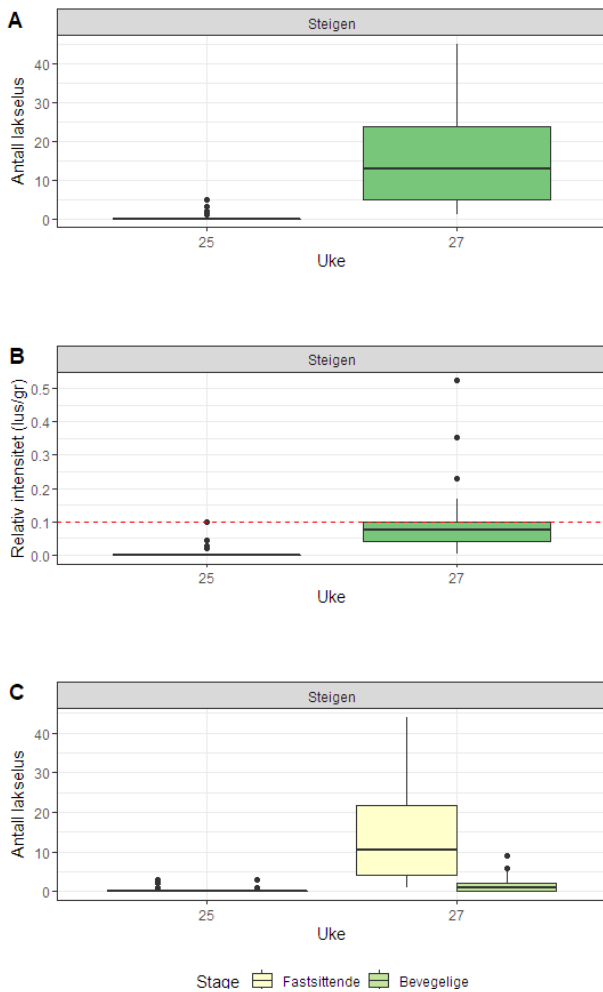 A
Steigen
Antall lakselus
40
30
20
10
0
25 27
Uke
B
Steigen
Relativ intensitet (lus/gr)
0.5
0.4
0.3
0.2
0.1
0.0
25 27
Uke
C
Steigen
Antall lakselus
40
30
20
10
0
25 27
Uke
Stage Fastsittende Bevegelige